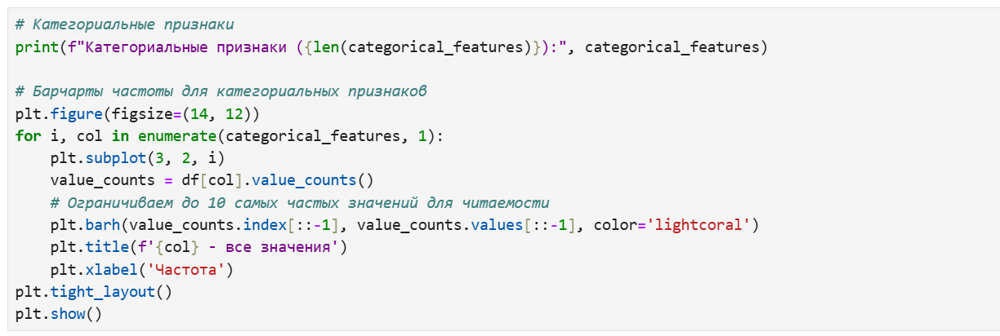 # Категориальные признаки
print(f"Категориальные признаки ({len(categorical_features)}):", categorical_features)

# Барчарты частоты для категориальных признаков
plt.figure(figsize=(14, 12))
for i, col in enumerate(categorical_features, 1):
    plt.subplot(3, 2, i)
    value_counts = df[col].value_counts()
    # Ограничиваем до 10 самых частых значений для читаемости
    plt.barh(value_counts.index[::-1], value_counts.values[::-1], color='lightcoral')
    plt.title(f'{col} - все значения')
    plt.xlabel('Частота')
plt.tight_layout()
plt.show()